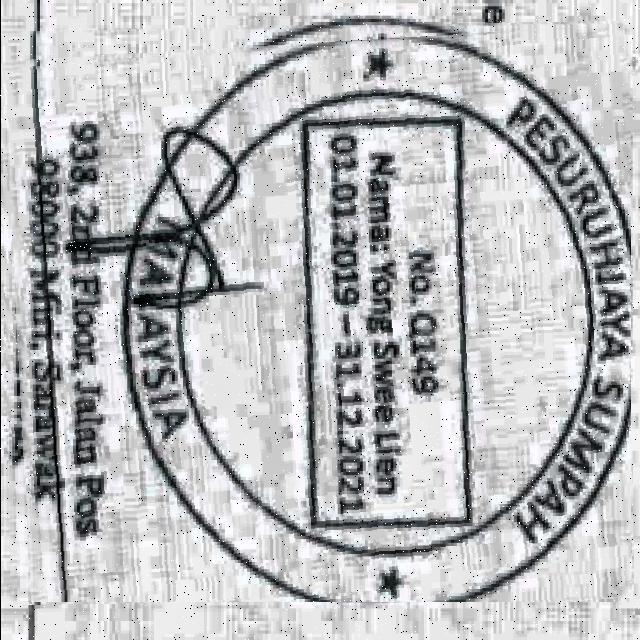 PESURUHJAYA SUMPAH
No. Q149
Nama: Yong Swee Lien
01.01.2019 – 31.12.2021
MALAYSIA
938, 2nd Floor, Jalan Pos
98000 Miri, Sarawak